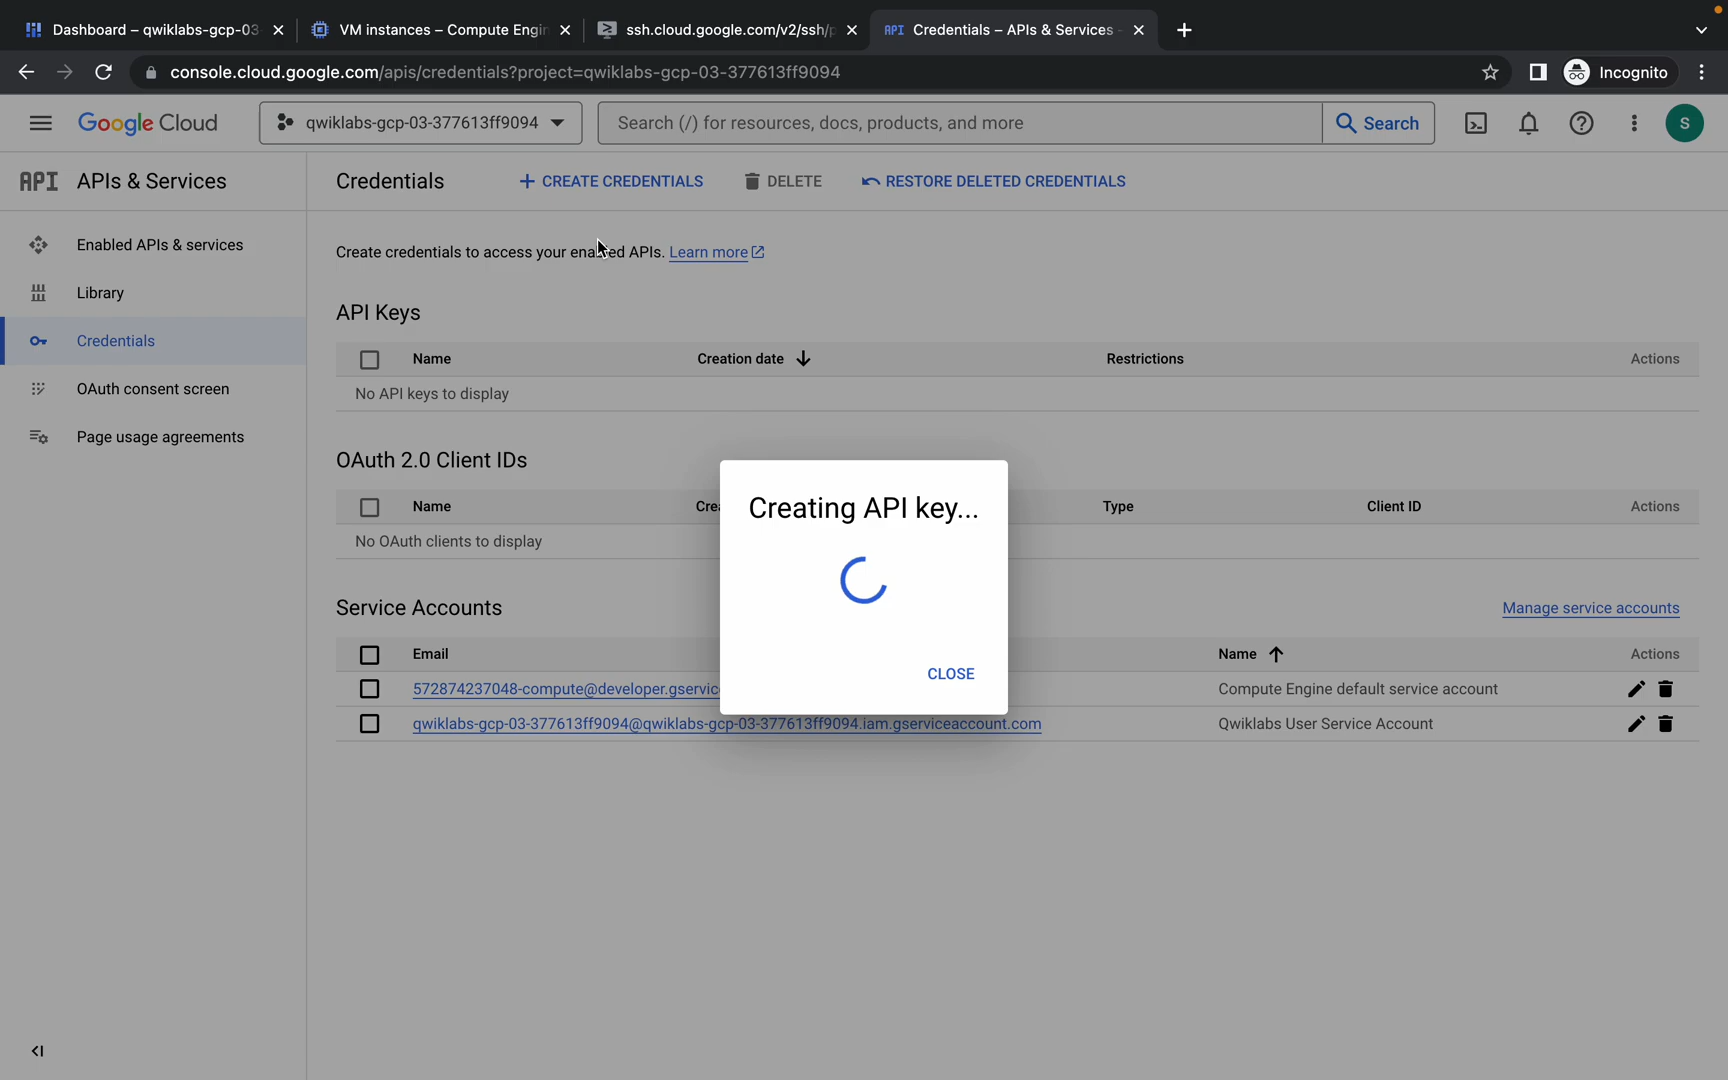 Dashboard – qwiklabs-gcp-03
VM instances – Compute Engin
ssh.cloud.google.com/v2/ssh/p
API Credentials – APIs & Services
console.cloud.google.com/apis/credentials?project=qwiklabs-gcp-03-377613ff9094
Incognito
Google Cloud
qwiklabs-gcp-03-377613ff9094
Search (/) for resources, docs, products, and more
Search
S
API APIs & Services
Credentials
+ CREATE CREDENTIALS
DELETE
RESTORE DELETED CREDENTIALS
Enabled APIs & services
Library
Credentials
OAuth consent screen
Page usage agreements
Create credentials to access your enabled APIs. Learn more
API Keys
Name Creation date Restrictions Actions
No API keys to display
OAuth 2.0 Client IDs
Name Crea Type Client ID Actions
No OAuth clients to display
Creating API key...
CLOSE
Service Accounts
Manage service accounts
Email Name Actions
572874237048-compute@developer.gservic Compute Engine default service account
qwiklabs-gcp-03-377613ff9094@qwiklabs-gcp-03-377613ff9094.iam.gserviceaccount.com Qwiklabs User Service Account